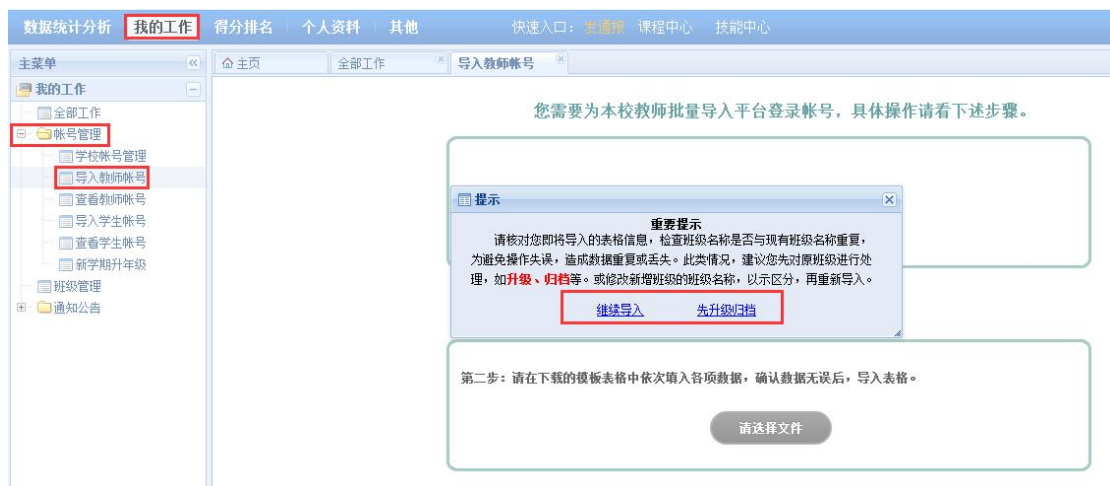 数据统计分析 我的工作 得分排名 个人资料 其他 快速入口：发通报 课程中心 技能中心
主菜单
主页 全部工作 导入教师帐号
我的工作
全部工作
帐号管理
学校帐号管理
导入教师帐号
查看教师帐号
导入学生帐号
查看学生帐号
新学期升年级
班级管理
通知公告
您需要为本校教师批量导入平台登录帐号，具体操作请看下述步骤。
提示
重要提示
请核对您即将导入的表格信息，检查班级名称是否与现有班级名称重复，
为避免操作失误，造成数据重复或丢失。此类情况，建议您先对原班级进行处
理，如升级、归档等。或修改新增班级的班级名称，以示区分，再重新导入。
继续导入 先升级归档
第二步：请在下载的模板表格中依次填入各项数据，确认数据无误后，导入表格。
请选择文件